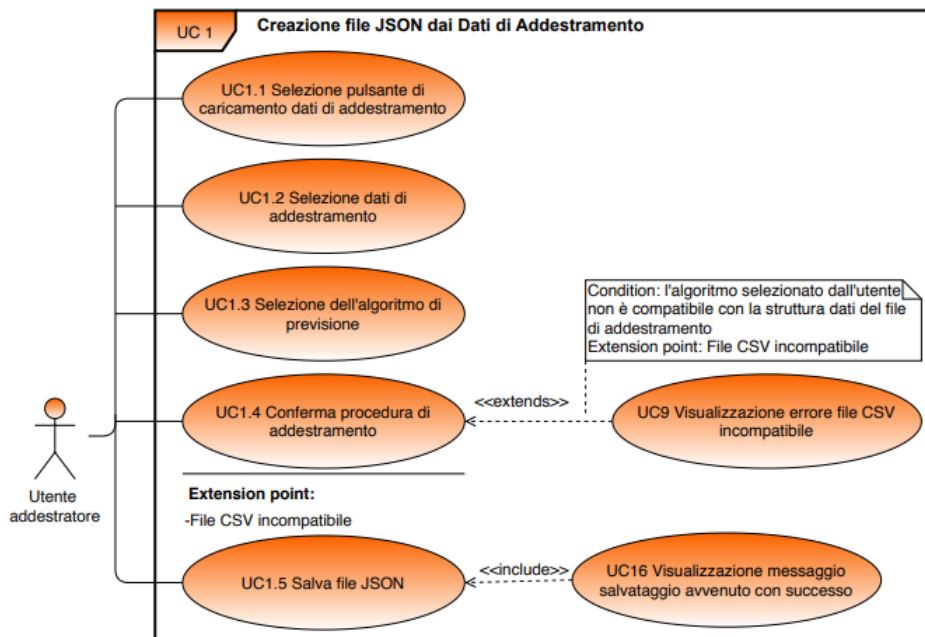 UC 1
Creazione file JSON dai Dati di Addestramento
UC1.1 Selezione pulsante di
caricamento dati di addestramento
UC1.2 Selezione dati di
addestramento
UC1.3 Selezione dell'algoritmo di
previsione
Condition: l'algoritmo selezionato dall'utente
non è compatibile con la struttura dati del file
di addestramento
Extension point: File CSV incompatibile
UC1.4 Conferma procedura di
addestramento
<<extends>>
UC9 Visualizzazione errore file CSV
incompatibile
Utente
addestratore
Extension point:
-File CSV incompatibile
UC1.5 Salva file JSON
<<include>>
UC16 Visualizzazione messaggio
salvataggio avvenuto con successo